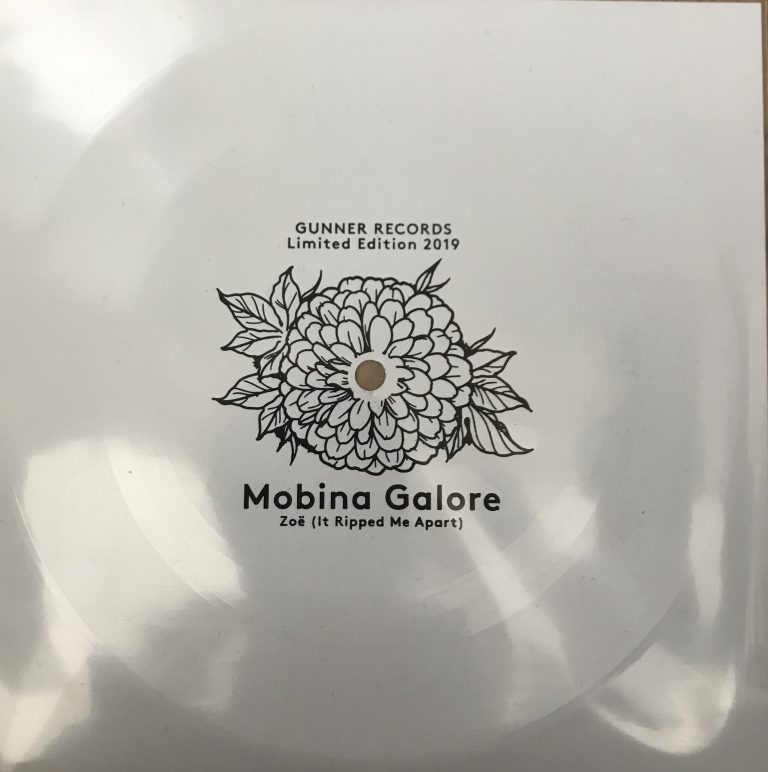 GUNNER RECORDS
Limited Edition 2019
Mobina Galore
Zoë (It Ripped Me Apart)